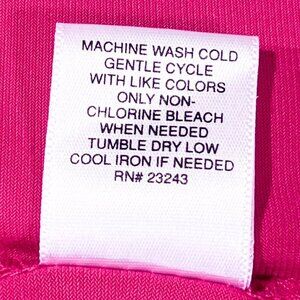 MACHINE WASH COLD
GENTLE CYCLE
WITH LIKE COLORS
ONLY NON-
CHLORINE BLEACH
WHEN NEEDED
TUMBLE DRY LOW
COOL IRON IF NEEDED
RN# 23243